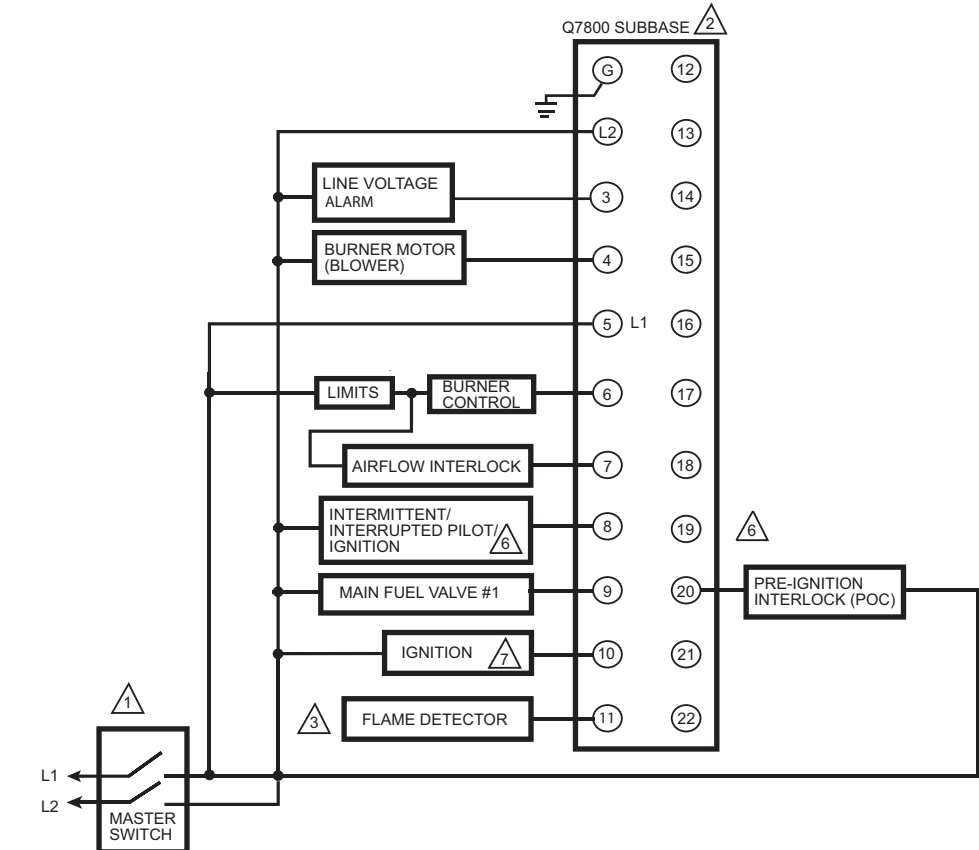 Q7800 SUBBASE 2
G 12
L2 13
LINE VOLTAGE
ALARM
3 14
BURNER MOTOR
(BLOWER)
4 15
5 L1 16
LIMITS
BURNER
CONTROL
6 17
AIRFLOW INTERLOCK
7 18
INTERMITTENT/
INTERRUPTED PILOT/
IGNITION 6
8 19 6
MAIN FUEL VALVE #1
9 20
PRE-IGNITION
INTERLOCK (POC)
IGNITION 7
10 21
3 FLAME DETECTOR
11 22
1
L1
L2
MASTER
SWITCH